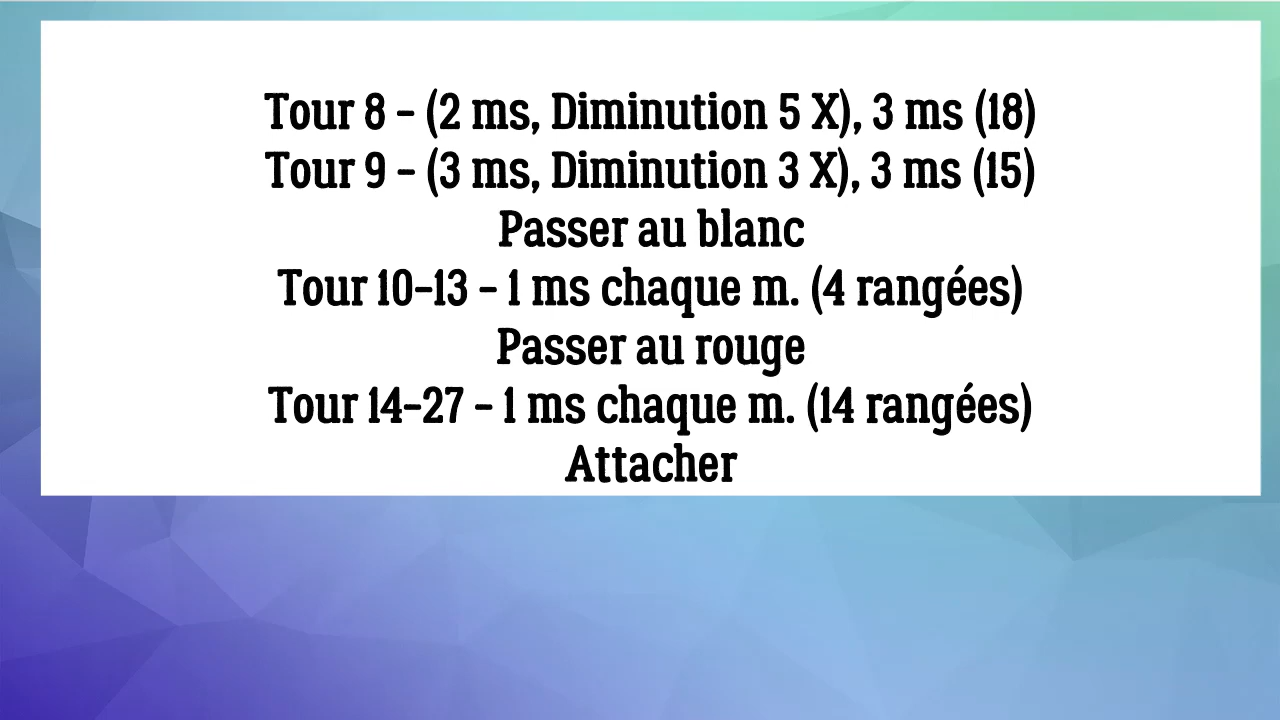 Tour 8 - (2 ms, Diminution 5 X), 3 ms (18)
Tour 9 - (3 ms, Diminution 3 X), 3 ms (15)
Passer au blanc
Tour 10-13 - 1 ms chaque m. (4 rangées)
Passer au rouge
Tour 14-27 - 1 ms chaque m. (14 rangées)
Attacher